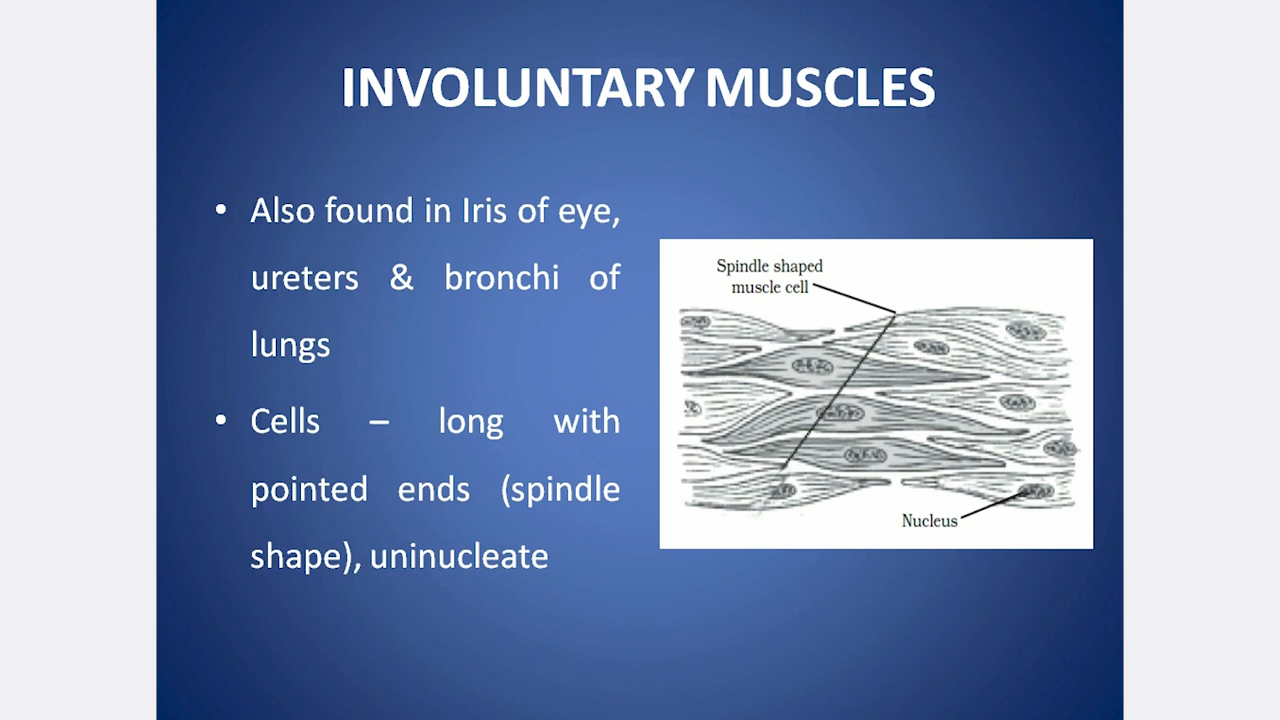 INVOLUNTARY MUSCLES
• Also found in Iris of eye,
ureters & bronchi of
lungs
• Cells – long with
pointed ends (spindle
shape), uninucleate
Spindle shaped
muscle cell
Nucleus